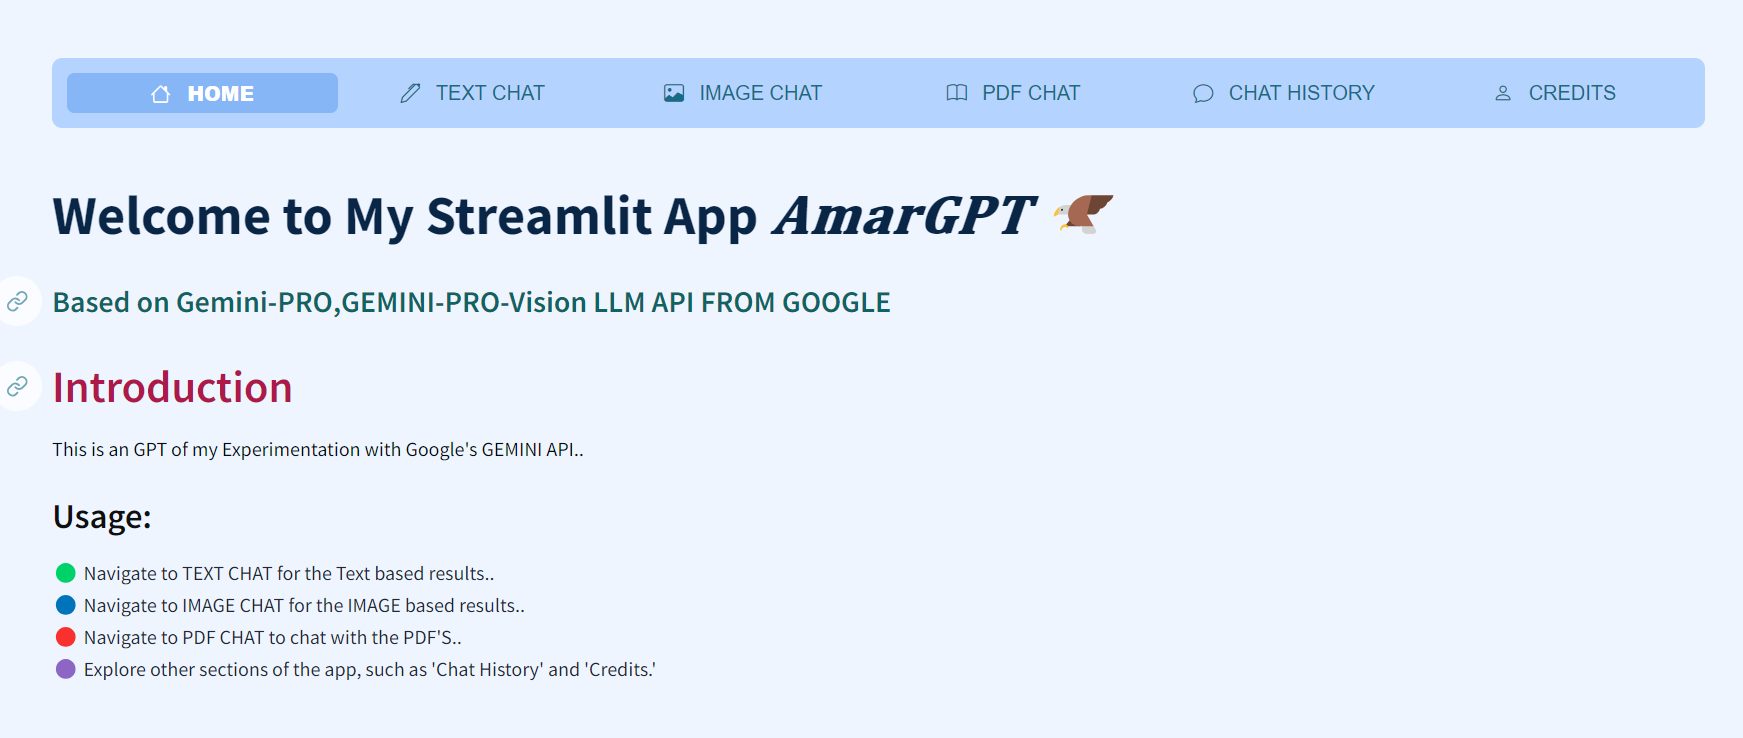 HOME TEXT CHAT IMAGE CHAT PDF CHAT CHAT HISTORY CREDITS
Welcome to My Streamlit App AmarGPT
Based on Gemini-PRO,GEMINI-PRO-Vision LLM API FROM GOOGLE
Introduction
This is an GPT of my Experimentation with Google's GEMINI API..
Usage:
Navigate to TEXT CHAT for the Text based results..
Navigate to IMAGE CHAT for the IMAGE based results..
Navigate to PDF CHAT to chat with the PDF'S..
Explore other sections of the app, such as 'Chat History' and 'Credits.'